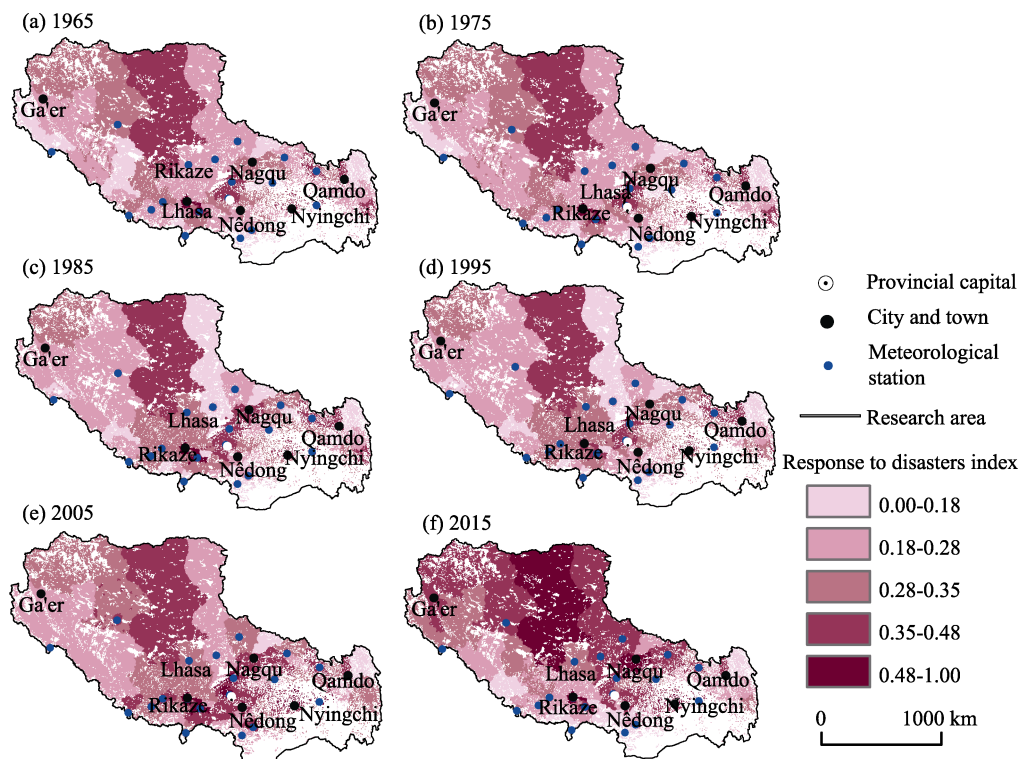 (a) 1965
Ga'er
Rikaze
Nagqu
Qamdo
Lhasa
Nêdong
Nyingchi
(b) 1975
Ga'er
Nagqu
Lhasa
Qamdo
Rikaze
Nyingchi
Nêdong
(c) 1985
Ga'er
Lhasa
Nagqu
Qamdo
Rikaze
Nêdong
Nyingchi
(d) 1995
Ga'er
Nagqu
Lhasa
Qamdo
Rikaze
Nêdong
Nyingchi
(e) 2005
Ga'er
Lhasa
Nagqu
Qamdo
Rikaze
Nêdong
Nyingchi
(f) 2015
Ga'er
Nagqu
Lhasa
Qamdo
Rikaze
Nêdong
Nyingchi
Provincial capital
City and town
Meteorological
station
Research area
Response to disasters index
0.00-0.18
0.18-0.28
0.28-0.35
0.35-0.48
0.48-1.00
0 1000 km